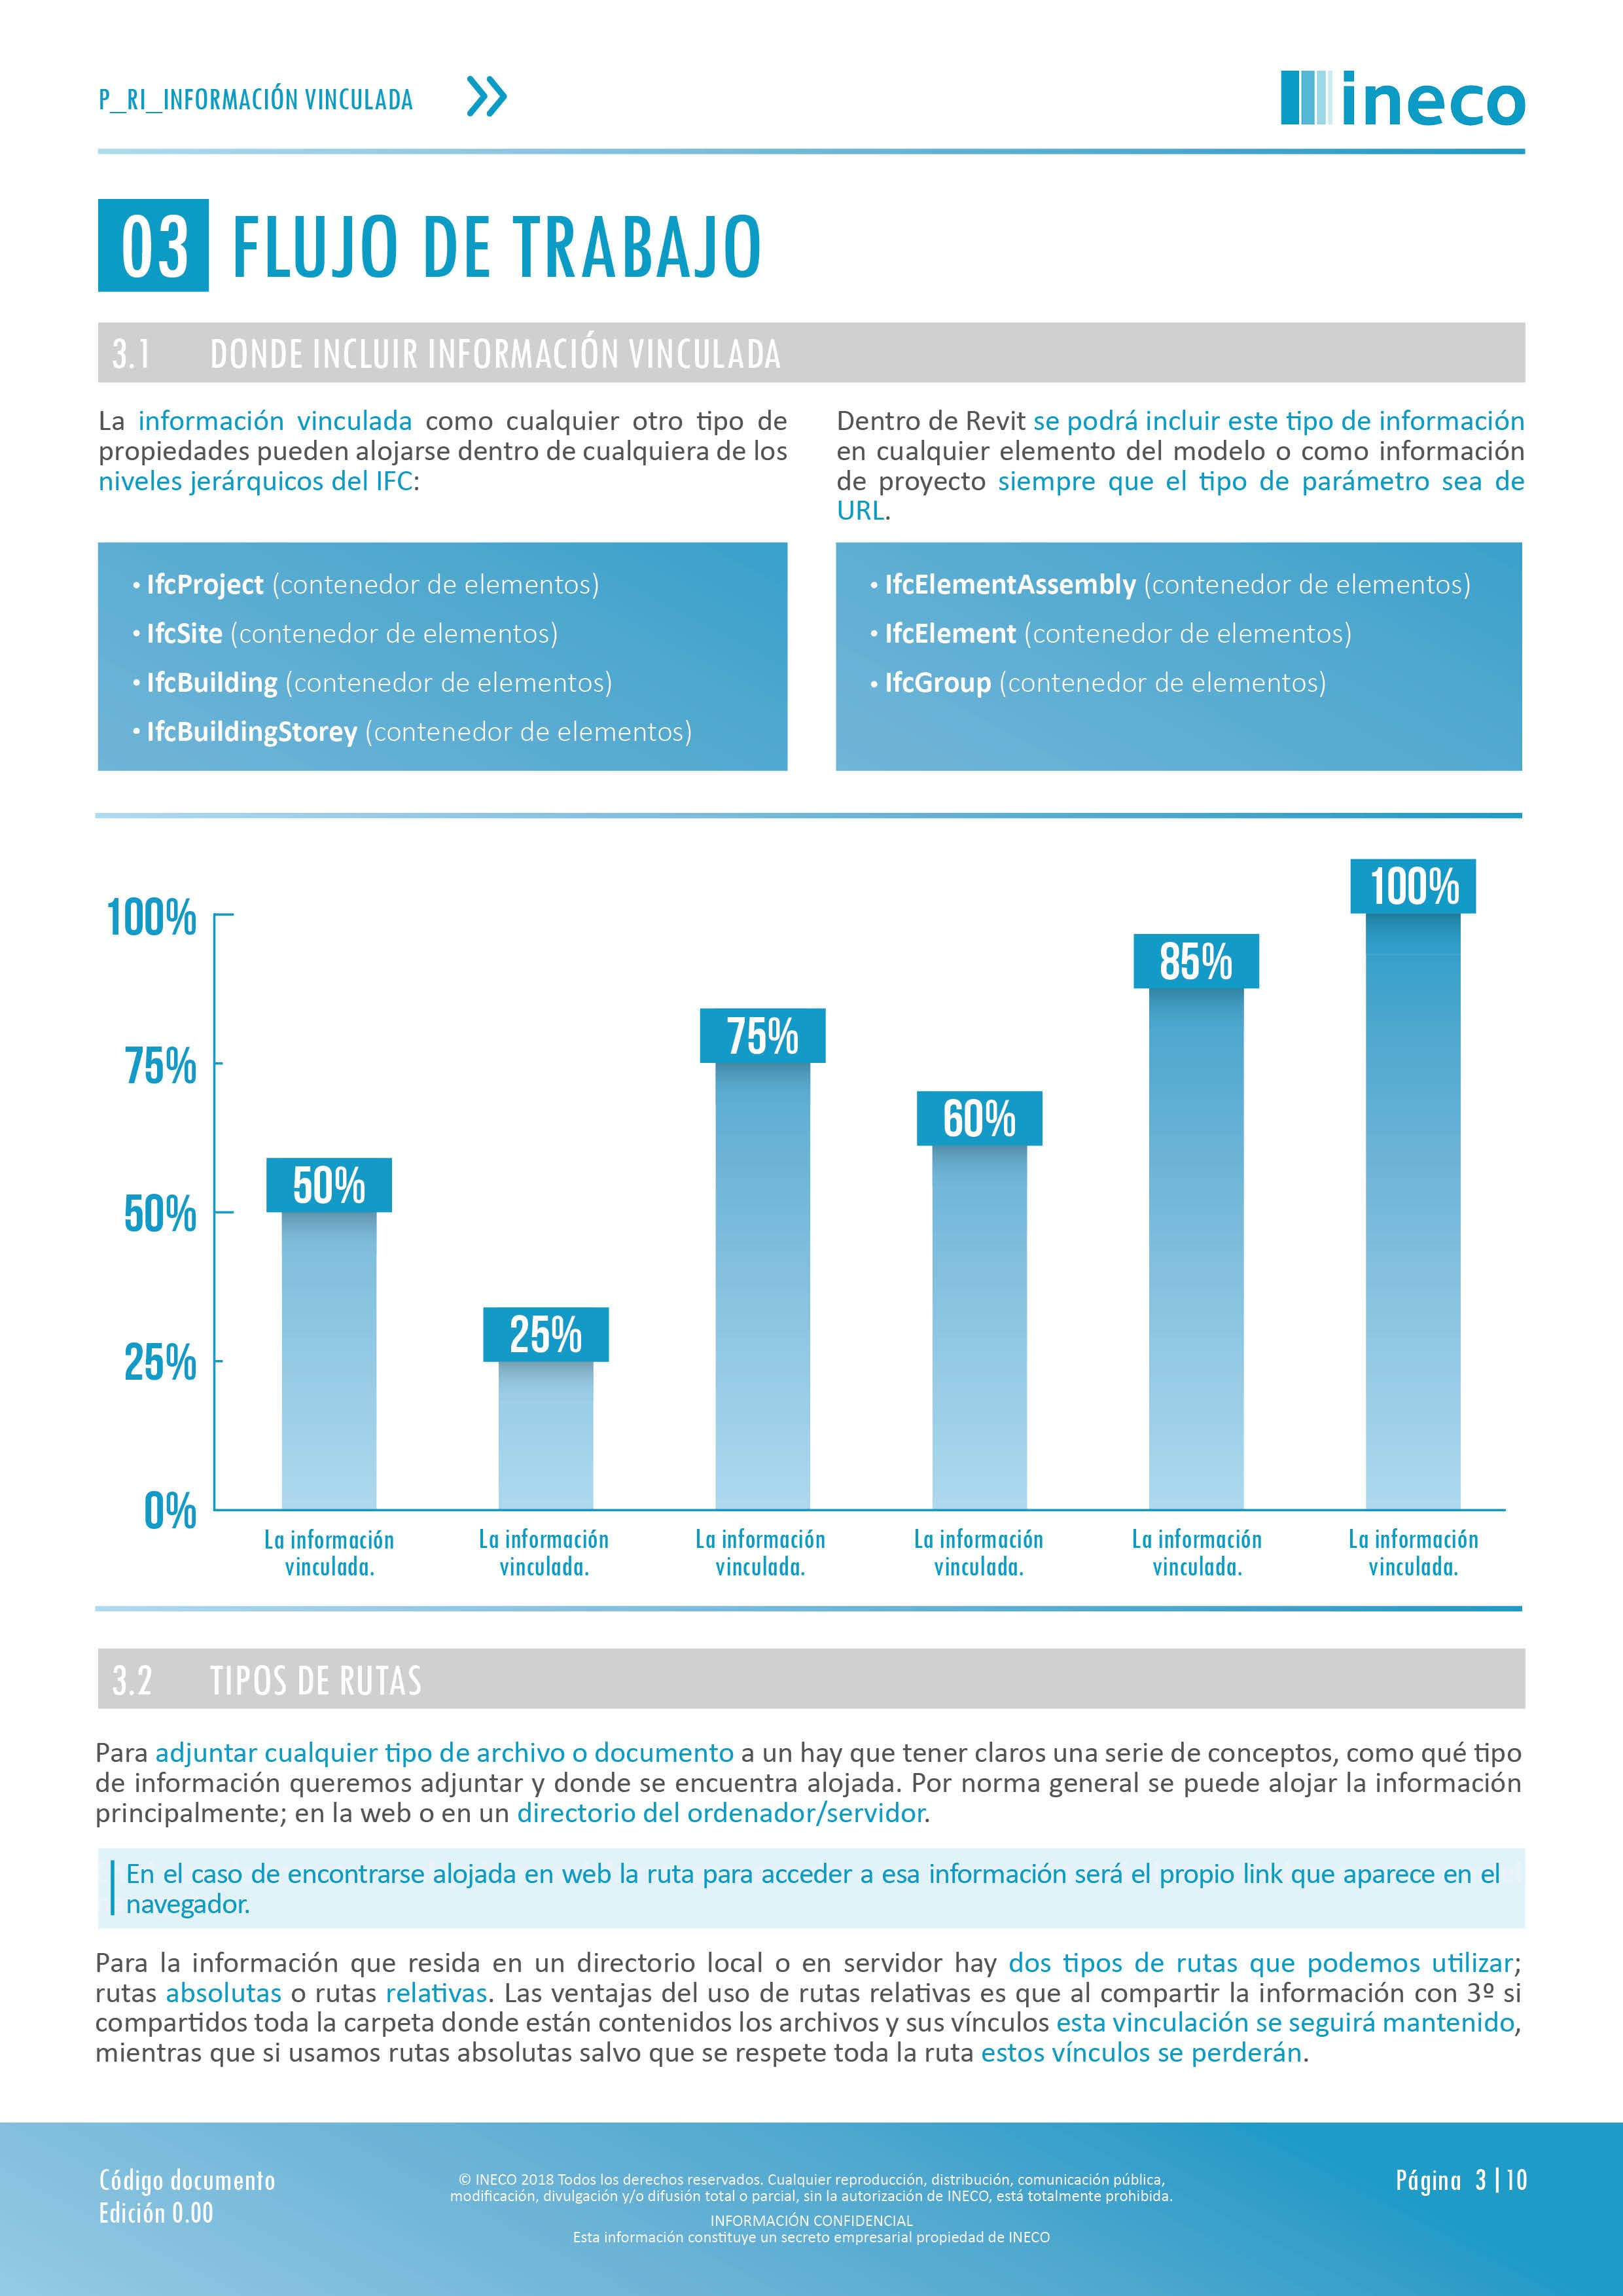 P_RI_INFORMACIÓN VINCULADA
ineco
03 FLUJO DE TRABAJO
3.1 DONDE INCLUIR INFORMACIÓN VINCULADA
La información vinculada como cualquier otro tipo de
propiedades pueden alojarse dentro de cualquiera de los
niveles jerárquicos del IFC:
Dentro de Revit se podrá incluir este tipo de información
en cualquier elemento del modelo o como información
de proyecto siempre que el tipo de parámetro sea de
URL.
• IfcProject (contenedor de elementos)
• IfcSite (contenedor de elementos)
• IfcBuilding (contenedor de elementos)
• IfcBuildingStorey (contenedor de elementos)
• IfcElementAssembly (contenedor de elementos)
• IfcElement (contenedor de elementos)
• IfcGroup (contenedor de elementos)
100%
75%
50%
25%
0%
50%
25%
75%
60%
85%
100%
La información
vinculada.
La información
vinculada.
La información
vinculada.
La información
vinculada.
La información
vinculada.
La información
vinculada.
3.2 TIPOS DE RUTAS
Para adjuntar cualquier tipo de archivo o documento a un hay que tener claros una serie de conceptos, como qué tipo
de información queremos adjuntar y donde se encuentra alojada. Por norma general se puede alojar la información
principalmente; en la web o en un directorio del ordenador/servidor.
En el caso de encontrarse alojada en web la ruta para acceder a esa información será el propio link que aparece en el
navegador.
Para la información que resida en un directorio local o en servidor hay dos tipos de rutas que podemos utilizar;
rutas absolutas o rutas relativas. Las ventajas del uso de rutas relativas es que al compartir la información con 3º si
compartidos toda la carpeta donde están contenidos los archivos y sus vínculos esta vinculación se seguirá mantenido,
mientras que si usamos rutas absolutas salvo que se respete toda la ruta estos vínculos se perderán.
Código documento
Edición 0.00
© INECO 2018 Todos los derechos reservados. Cualquier reproducción, distribución, comunicación pública,
modificación, divulgación y/o difusión total o parcial, sin la autorización de INECO, está totalmente prohibida.
INFORMACIÓN CONFIDENCIAL
Esta información constituye un secreto empresarial propiedad de INECO
Página 3|10